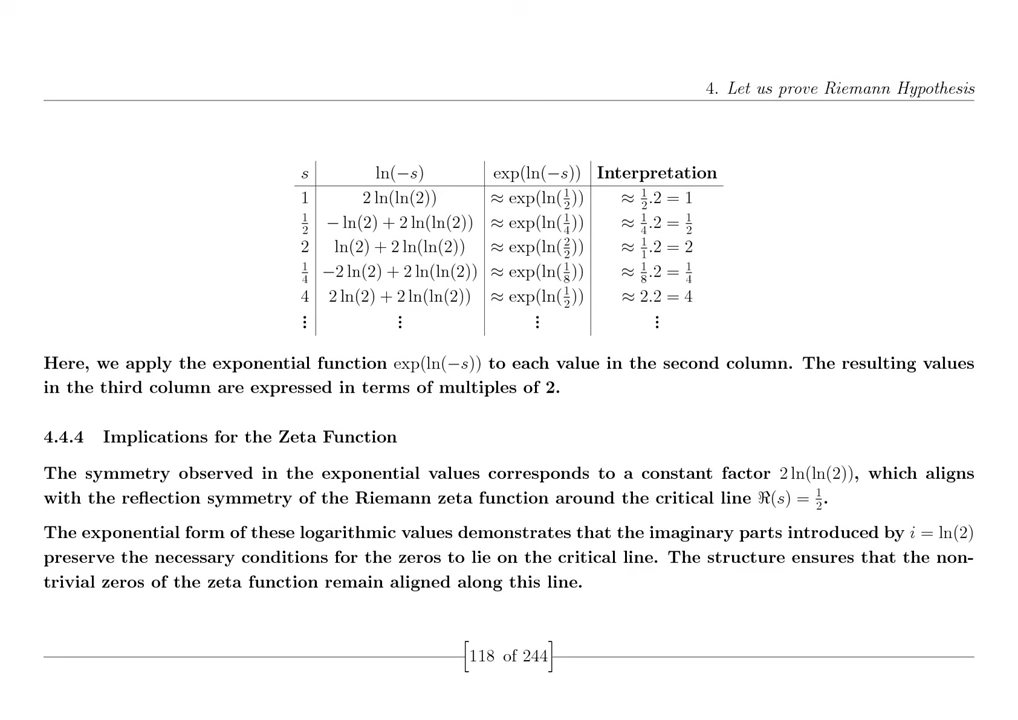 4. Let us prove Riemann Hypothesis
s ln(−s) exp(ln(−s)) Interpretation
1 2 ln(ln(2)) ≈ exp(ln(1/2)) ≈ 1/2.2 = 1
1/2 − ln(2) + 2 ln(ln(2)) ≈ exp(ln(1/4)) ≈ 1/4.2 = 1/2
2 ln(2) + 2 ln(ln(2)) ≈ exp(ln(2/2)) ≈ 1/1.2 = 2
1/4 −2 ln(2) + 2 ln(ln(2)) ≈ exp(ln(1/8)) ≈ 1/8.2 = 1/4
4 2 ln(2) + 2 ln(ln(2)) ≈ exp(ln(1/2)) ≈ 2.2 = 4
⋮ ⋮ ⋮ ⋮
Here, we apply the exponential function exp(ln(−s)) to each value in the second column. The resulting values
in the third column are expressed in terms of multiples of 2.
4.4.4 Implications for the Zeta Function
The symmetry observed in the exponential values corresponds to a constant factor 2 ln(ln(2)), which aligns
with the reflection symmetry of the Riemann zeta function around the critical line ℜ(s) = 1/2.
The exponential form of these logarithmic values demonstrates that the imaginary parts introduced by i = ln(2)
preserve the necessary conditions for the zeros to lie on the critical line. The structure ensures that the non-
trivial zeros of the zeta function remain aligned along this line.
[118 of 244]